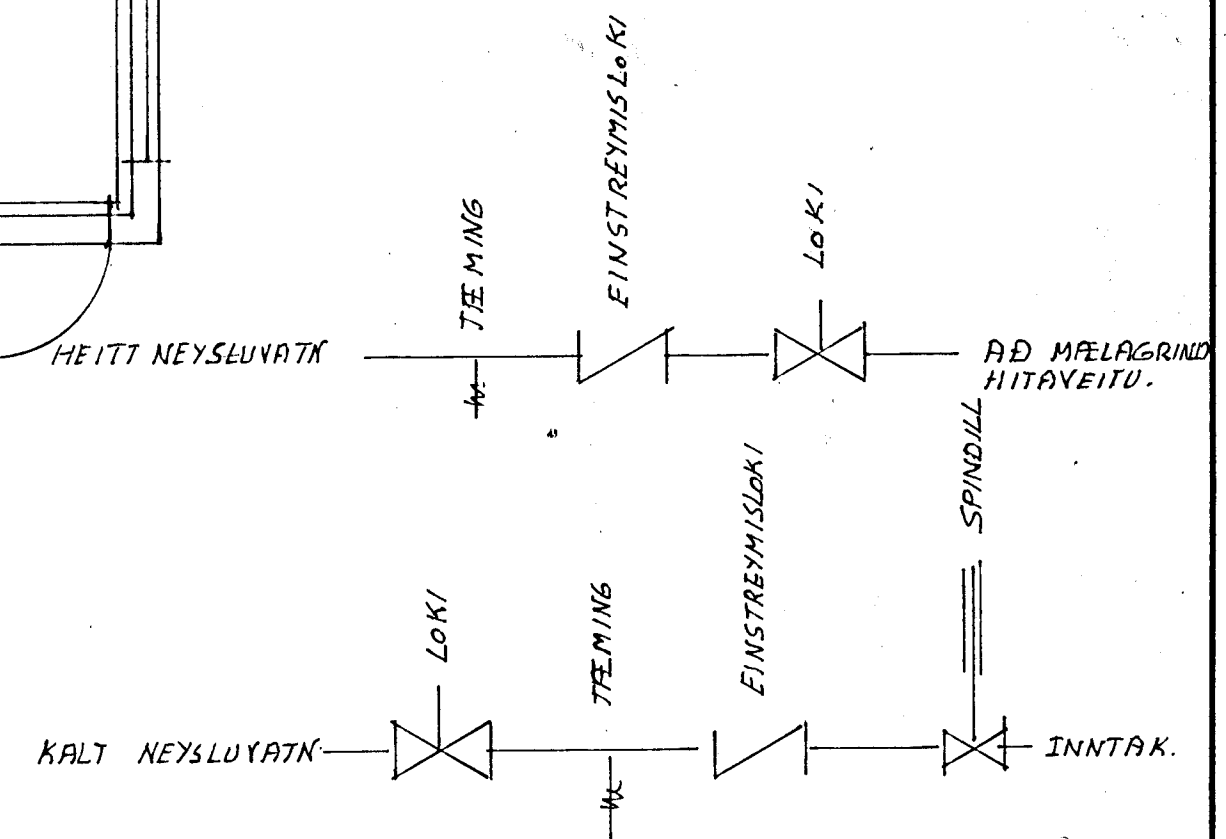 EINSTREYMISLOKI
TÆMING
LOKI
HEITT NEYSLUVATN
AÐ MÆLAGRIND
HITAVEITU.
SPINDILL
EINSTREYMISLOKI
TÆMING
LOKI
KALT NEYSLUVATN
INNTAK.